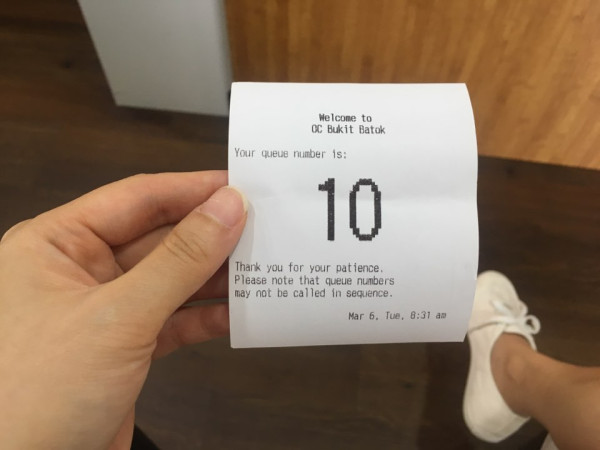 Welcome to
OC Bukit Batok
Your queue number is:
10
Thank you for your patience.
Please note that queue numbers
may not be called in sequence.
Mar 6, Tue, 8:31 am